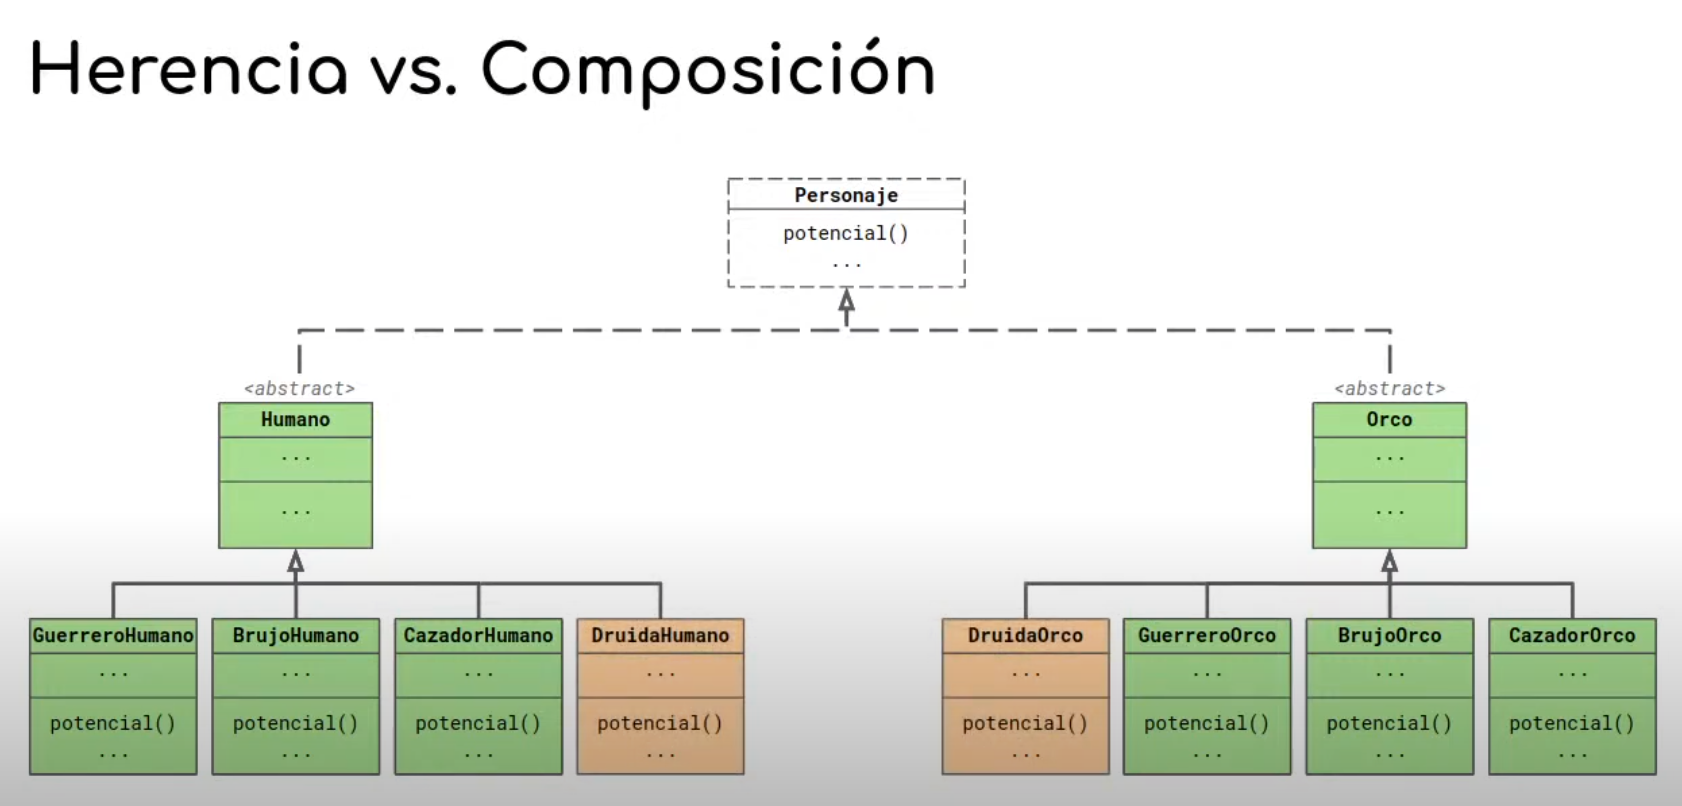 Herencia vs. Composición
Personaje
potencial()
...
<abstract>
Humano
...
...
<abstract>
Orco
...
...
GuerreroHumano
...
potencial()
...
BrujoHumano
...
potencial()
...
CazadorHumano
...
potencial()
...
DruidaHumano
...
potencial()
...
DruidaOrco
...
potencial()
...
GuerreroOrco
...
potencial()
...
BrujoOrco
...
potencial()
...
CazadorOrco
...
potencial()
...